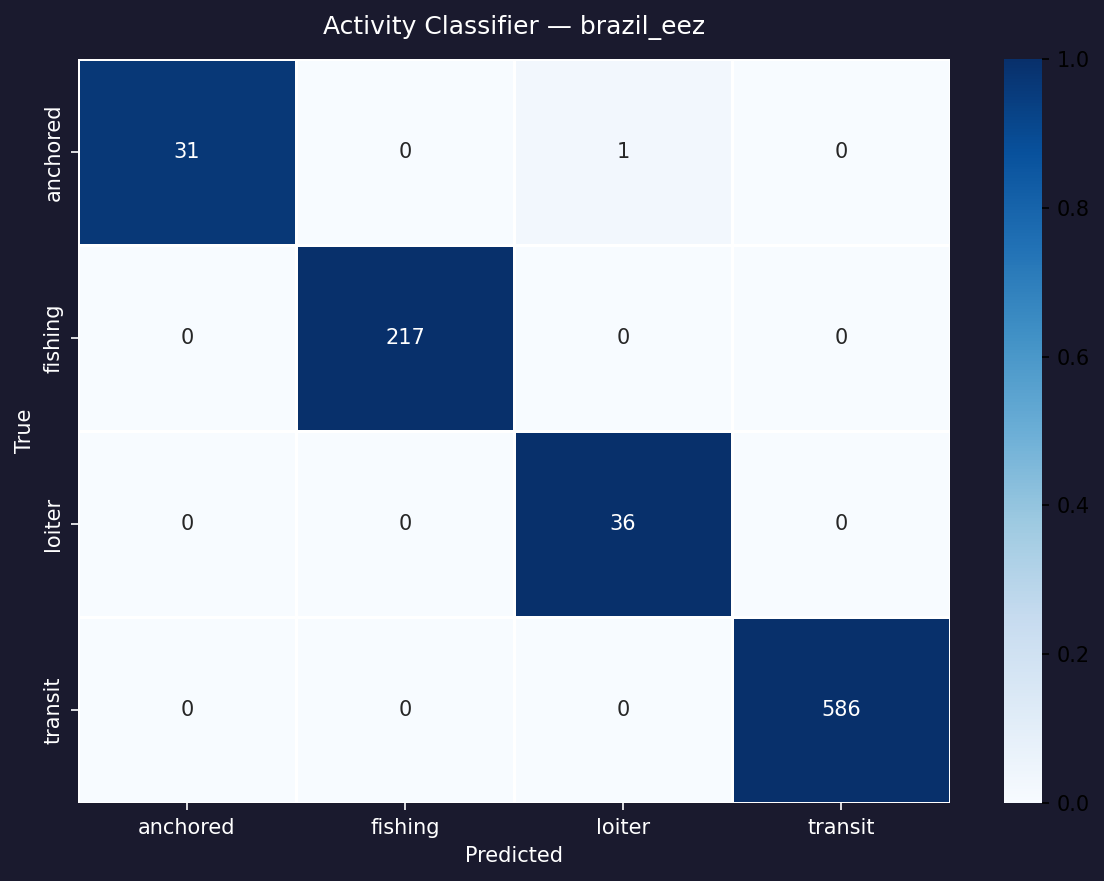 Activity Classifier — brazil_eez
anchored 31 0 1 0
fishing 0 217 0 0
loiter 0 0 36 0
transit 0 0 0 586
anchored fishing loiter transit
Predicted
True
1.0
0.8
0.6
0.4
0.2
0.0